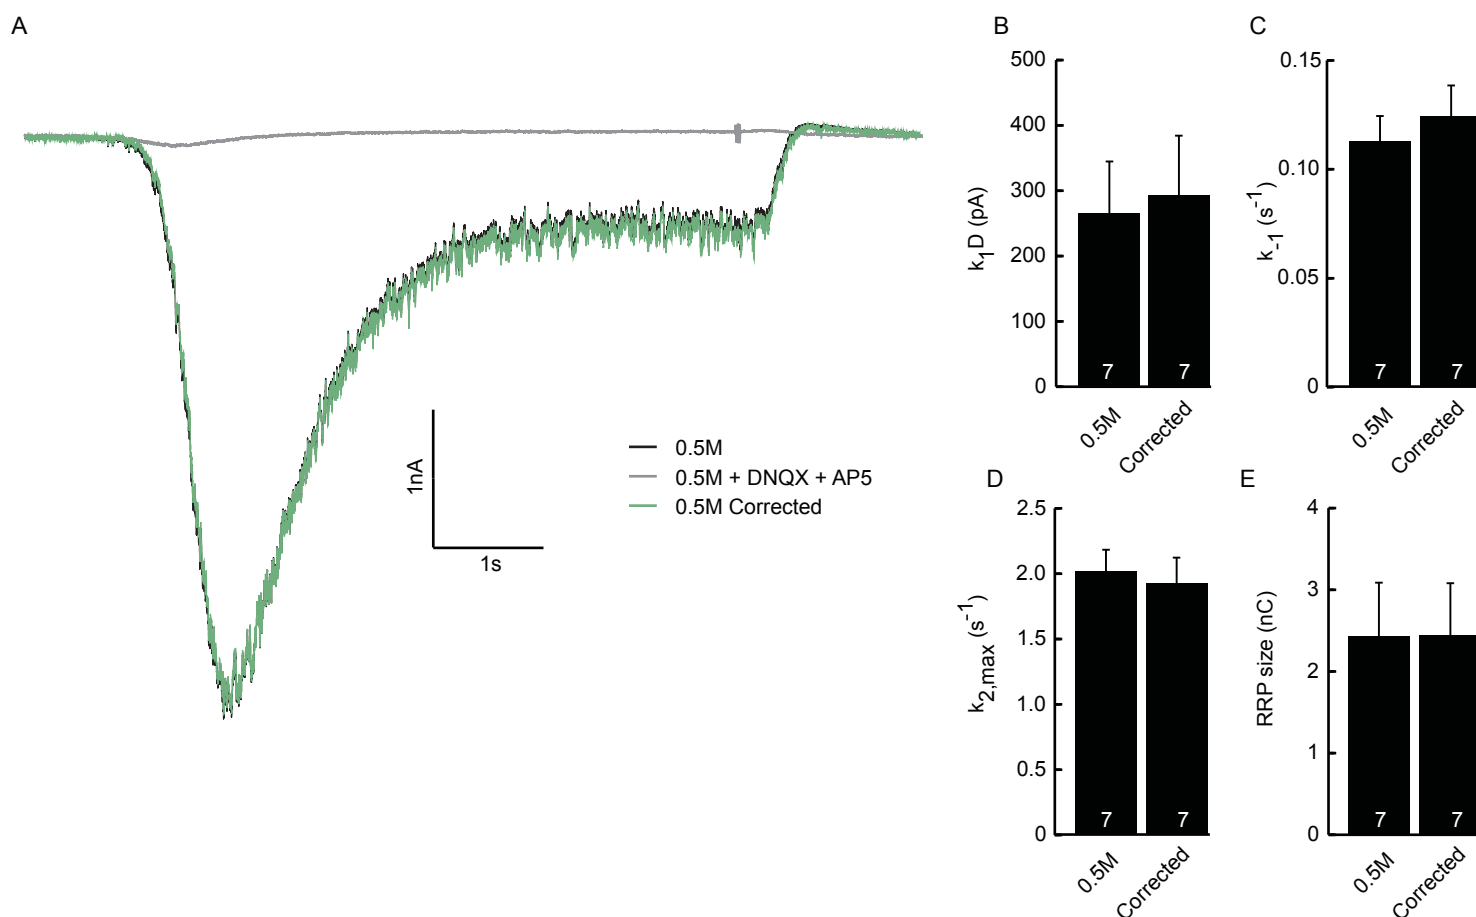 A
1nA
1s
0.5M
0.5M + DNQX + AP5
0.5M Corrected
B
500
400
300
200
100
0
k1D (pA)
7
7
0.5M
Corrected
C
0.15
0.10
0.05
0
k-1 (s-1)
7
7
0.5M
Corrected
D
2.5
2.0
1.5
1.0
0.5
0
k2,max (s-1)
7
7
0.5M
Corrected
E
4
3
2
1
0
RRP size (nC)
7
7
0.5M
Corrected